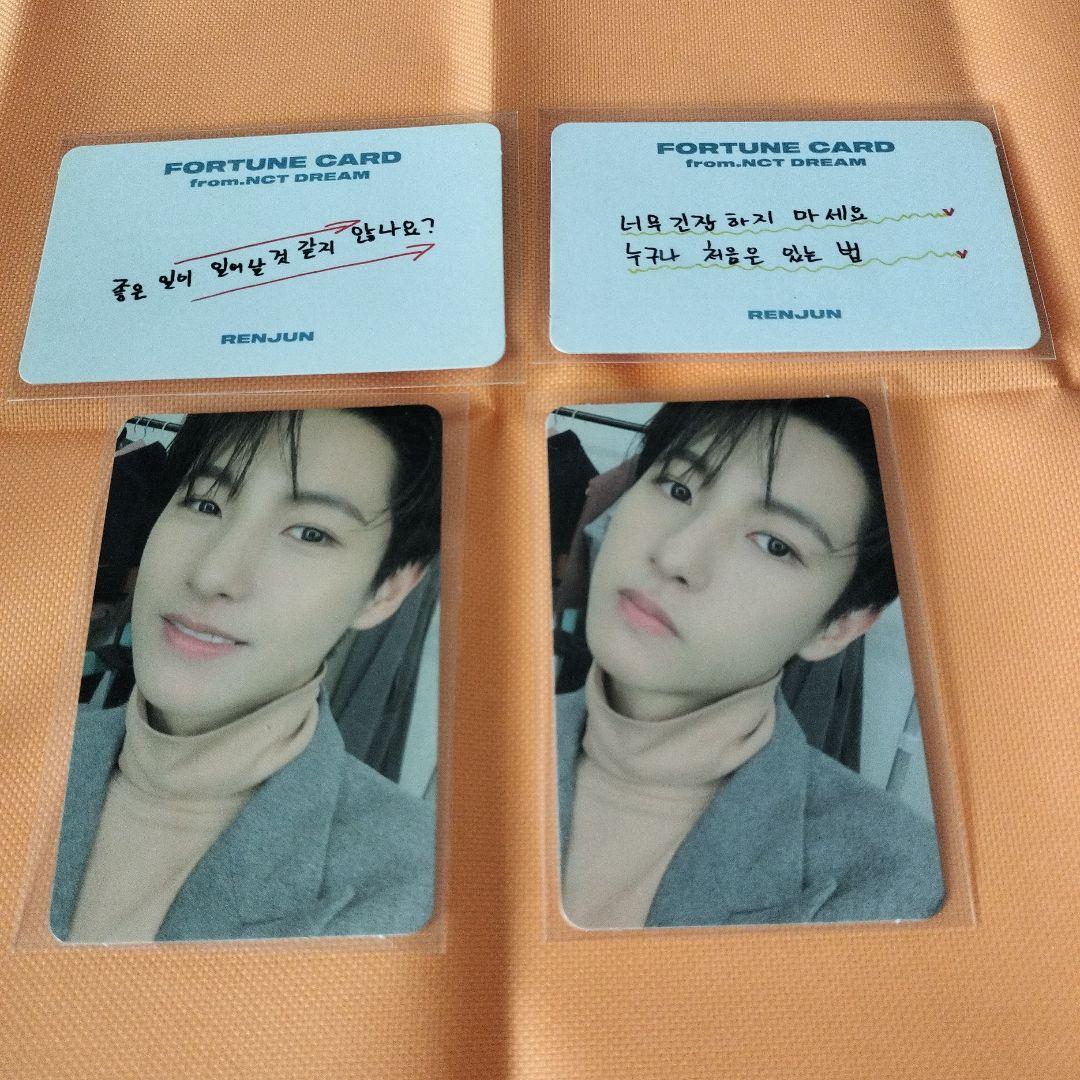 FORTUNE CARD
from.NCT DREAM
좋은 일이 일어날 것 같지 않나요?
RENJUN
FORTUNE CARD
from.NCT DREAM
너무 긴장 하지 마세요
누구나 처음은 있는 법
RENJUN